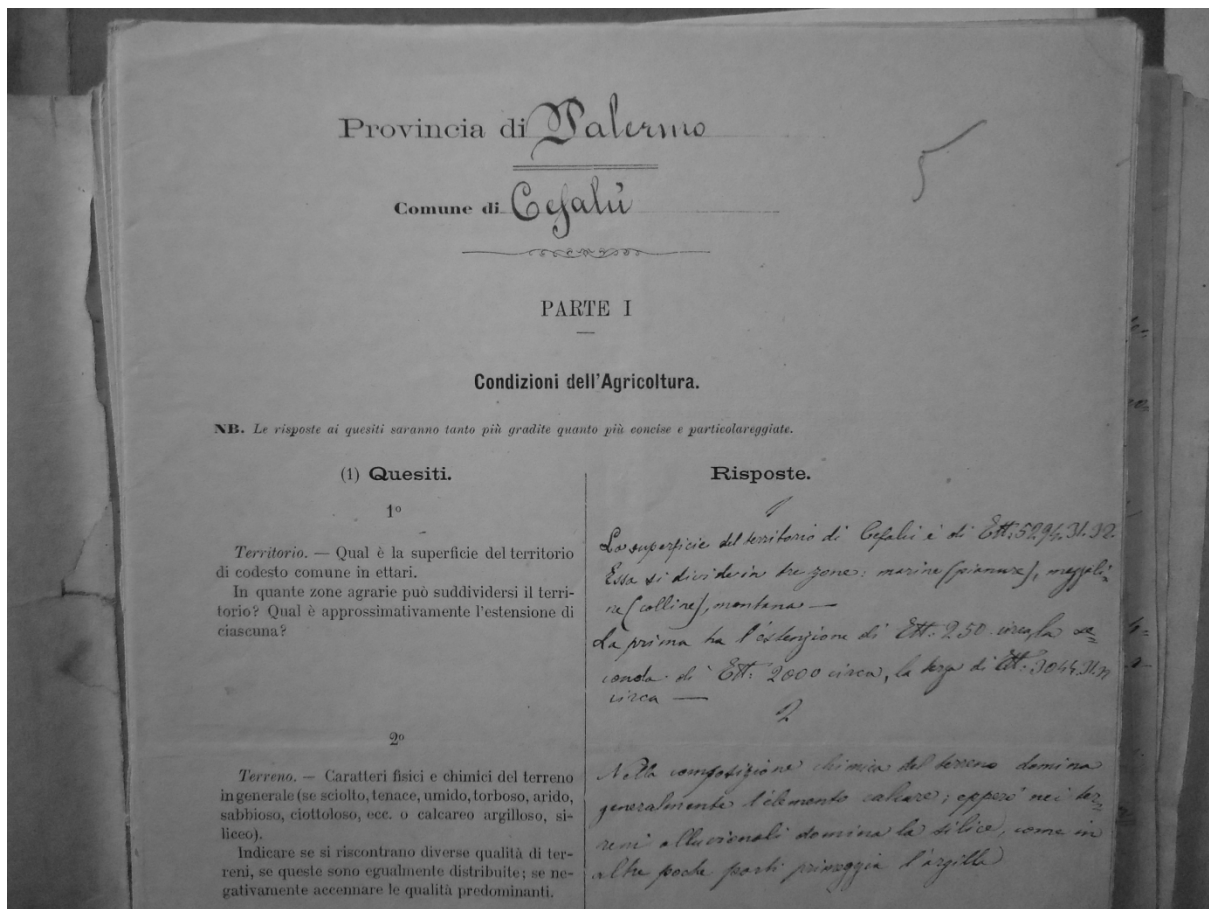 Provincia di Palermo
5
Comune di Cefalù
PARTE I
Condizioni dell'Agricoltura.
NB. Le risposte ai quesiti saranno tanto più gradite quanto più concise e particolareggiate.
(1) Quesiti.
1º
Territorio. — Qual è la superficie del territorio
di codesto comune in ettari.
In quante zone agrarie può suddividersi il terri-
torio? Qual è approssimativamente l'estensione di
ciascuna?
2º
Terreno. — Caratteri fisici e chimici del terreno
in generale (se sciolto, tenace, umido, torboso, arido,
sabbioso, ciottoloso, ecc. o calcareo argilloso, si-
liceo).
Indicare se si riscontrano diverse qualità di ter-
reni, se queste sono egualmente distribuite; se ne-
gativamente accennare le qualità predominanti.
Risposte.
1
La superficie del territorio di Cefalù è di Ett: 5294.31.32.
Essa si divide in tre zone: marine (pianure), mezzali-
ne (colline), montana —
La prima ha l'estenzione di Ett: 250 circa, la se=
conda di Ett: 2000 circa, la terza di Ett: 3044.31.
circa —
2
Nella composizione chimica del terreno domina
generalmente l'elemento calcare; epperò nei ter=
reni alluvionali domina la silice, come in
altre poche parti primeggia l'argilla